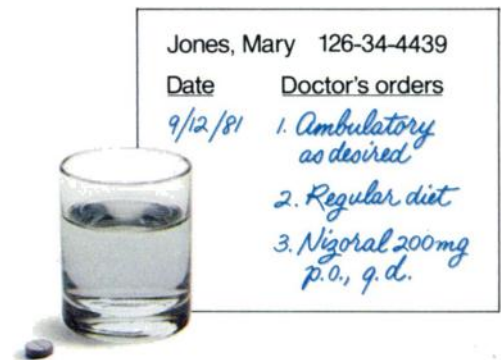 Jones, Mary 126-34-4439
Date Doctor's orders
9/12/81 1. Ambulatory
as desired
2. Regular diet
3. Nizoral 200mg
p.o., q.d.